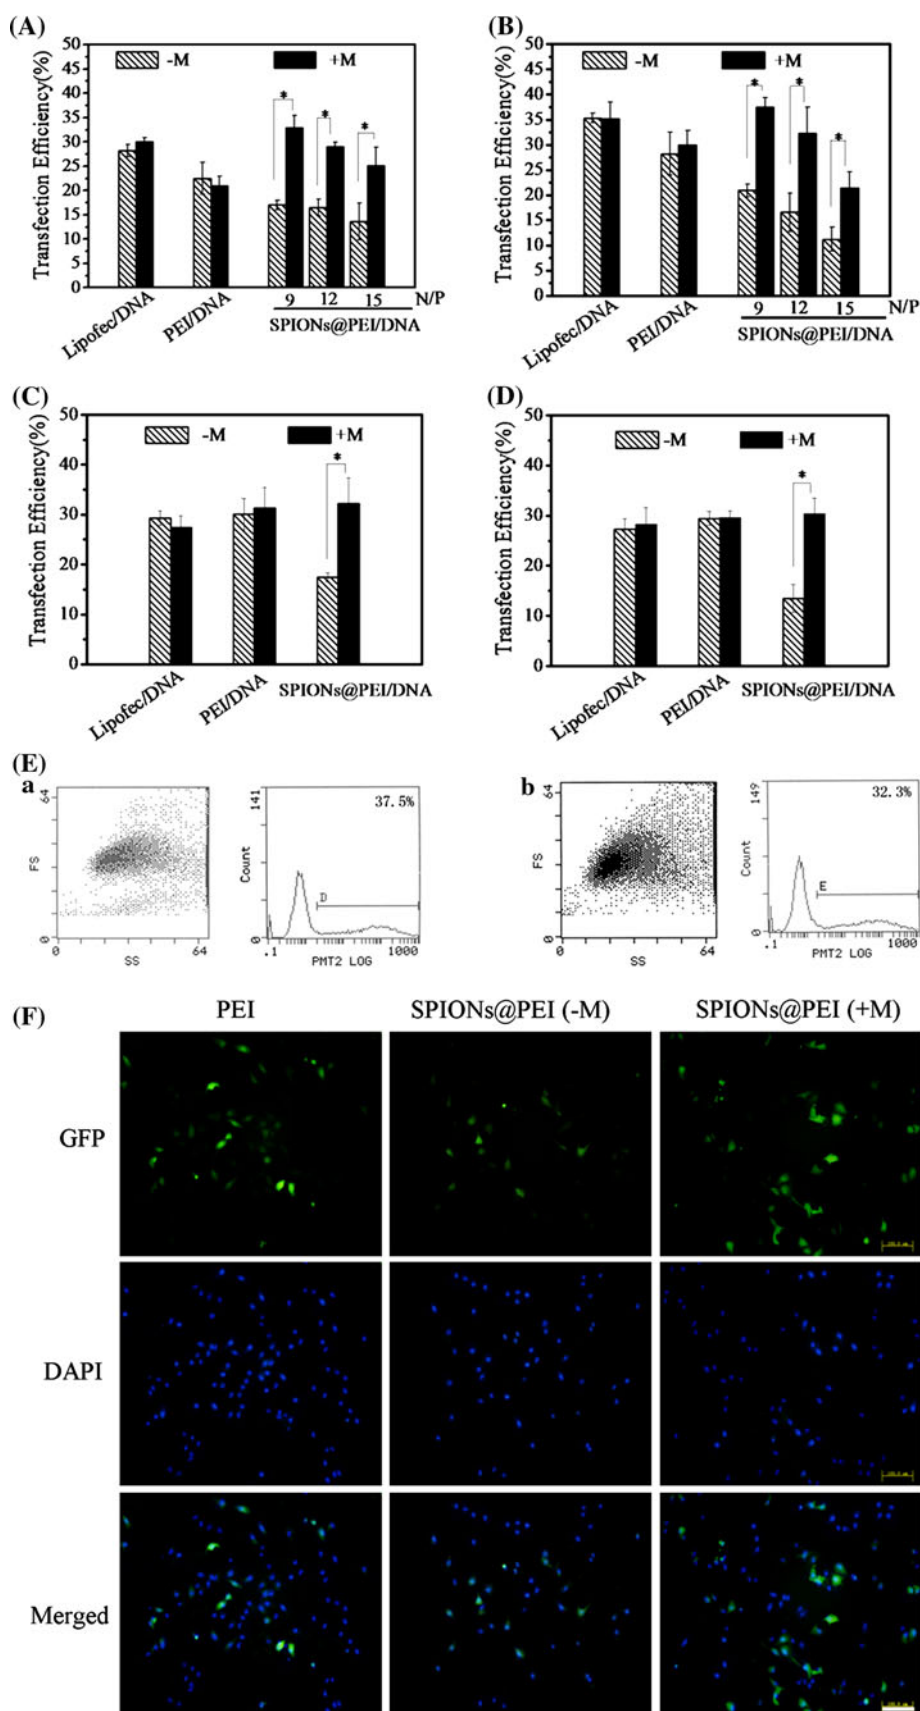 (A)
Transfection Efficiency(%)
50
45
40
35
30
25
20
15
10
5
0
-M
+M
*
*
*
Lipofec/DNA
PEI/DNA
9 12 15 N/P
SPIONs@PEI/DNA
(B)
Transfection Efficiency(%)
50
45
40
35
30
25
20
15
10
5
0
-M
+M
*
*
*
Lipofec/DNA
PEI/DNA
9 12 15 N/P
SPIONs@PEI/DNA
(C)
Transfection Efficiency(%)
50
40
30
20
10
0
-M
+M
*
Lipofec/DNA
PEI/DNA
SPIONs@PEI/DNA
(D)
Transfection Efficiency(%)
50
40
30
20
10
0
-M
+M
*
Lipofec/DNA
PEI/DNA
SPIONs@PEI/DNA
(E)
a
64
FS
0
0 SS 64
141
Count
0
37.5%
D
.1 1000
PMT2 LOG
b
64
FS
0
0 SS 64
149
Count
0
32.3%
E
.1 1000
PMT2 LOG
(F)
PEI SPIONs@PEI (-M) SPIONs@PEI (+M)
GFP
DAPI
Merged